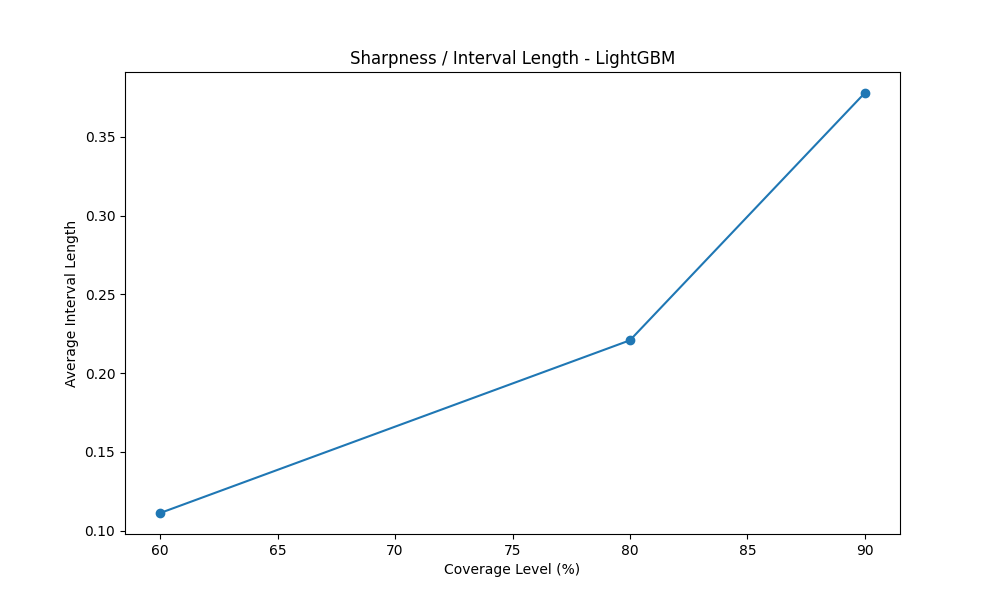 Sharpness / Interval Length - LightGBM
Average Interval Length
0.35
0.30
0.25
0.20
0.15
0.10
60 65 70 75 80 85 90
Coverage Level (%)